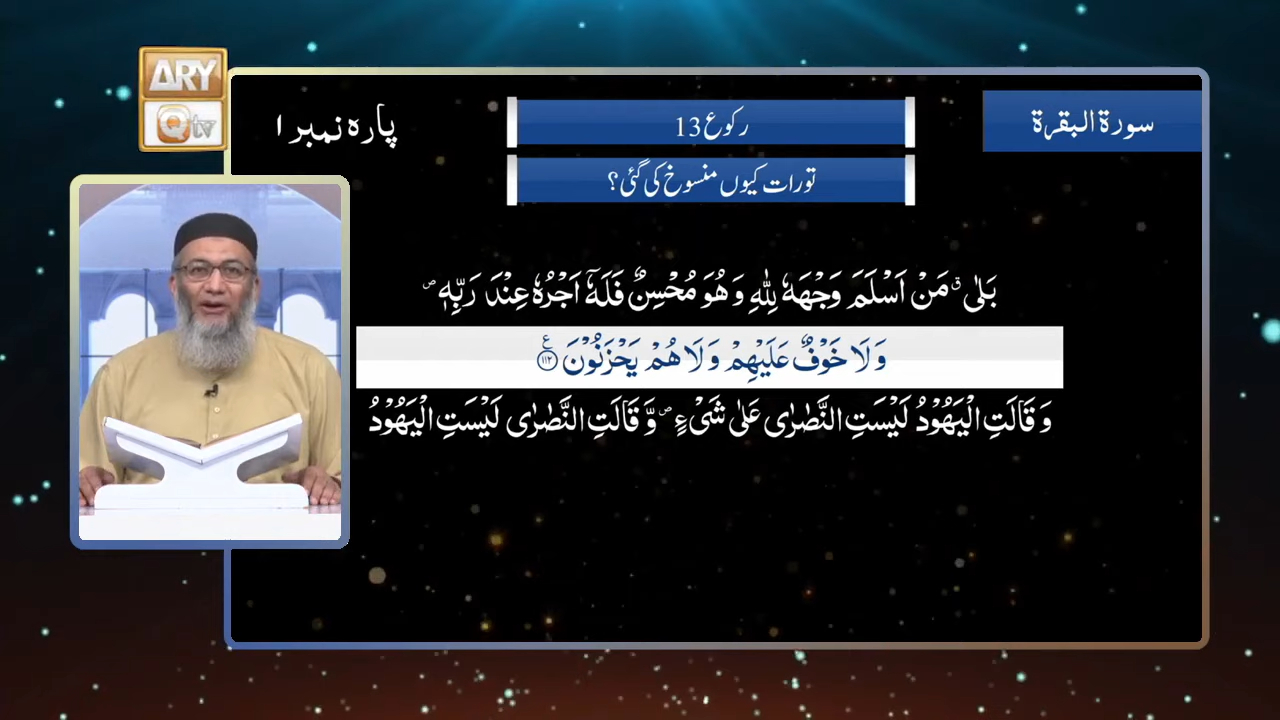 ARY
Qtv
سورۃ البقرۃ
رکوع 13
پارہ نمبر ۱
تورات کیوں منسوخ کی گئی؟
بَلٰى ۗ مَنْ اَسْلَمَ وَجْهَهٗ لِلّٰهِ وَ هُوَ مُحْسِنٌ فَلَهٗۤ اَجْرُهٗ عِنْدَ رَبِّهٖ ۪
وَ لَا خَوْفٌ عَلَیْهِمْ وَ لَا هُمْ یَحْزَنُوْنَ ﴿۱۱۲﴾ ع
وَ قَالَتِ الْیَهُوْدُ لَیْسَتِ النَّصٰرٰى عَلٰى شَیْءٍ ۪ وَّ قَالَتِ النَّصٰرٰى لَیْسَتِ الْیَهُوْدُ